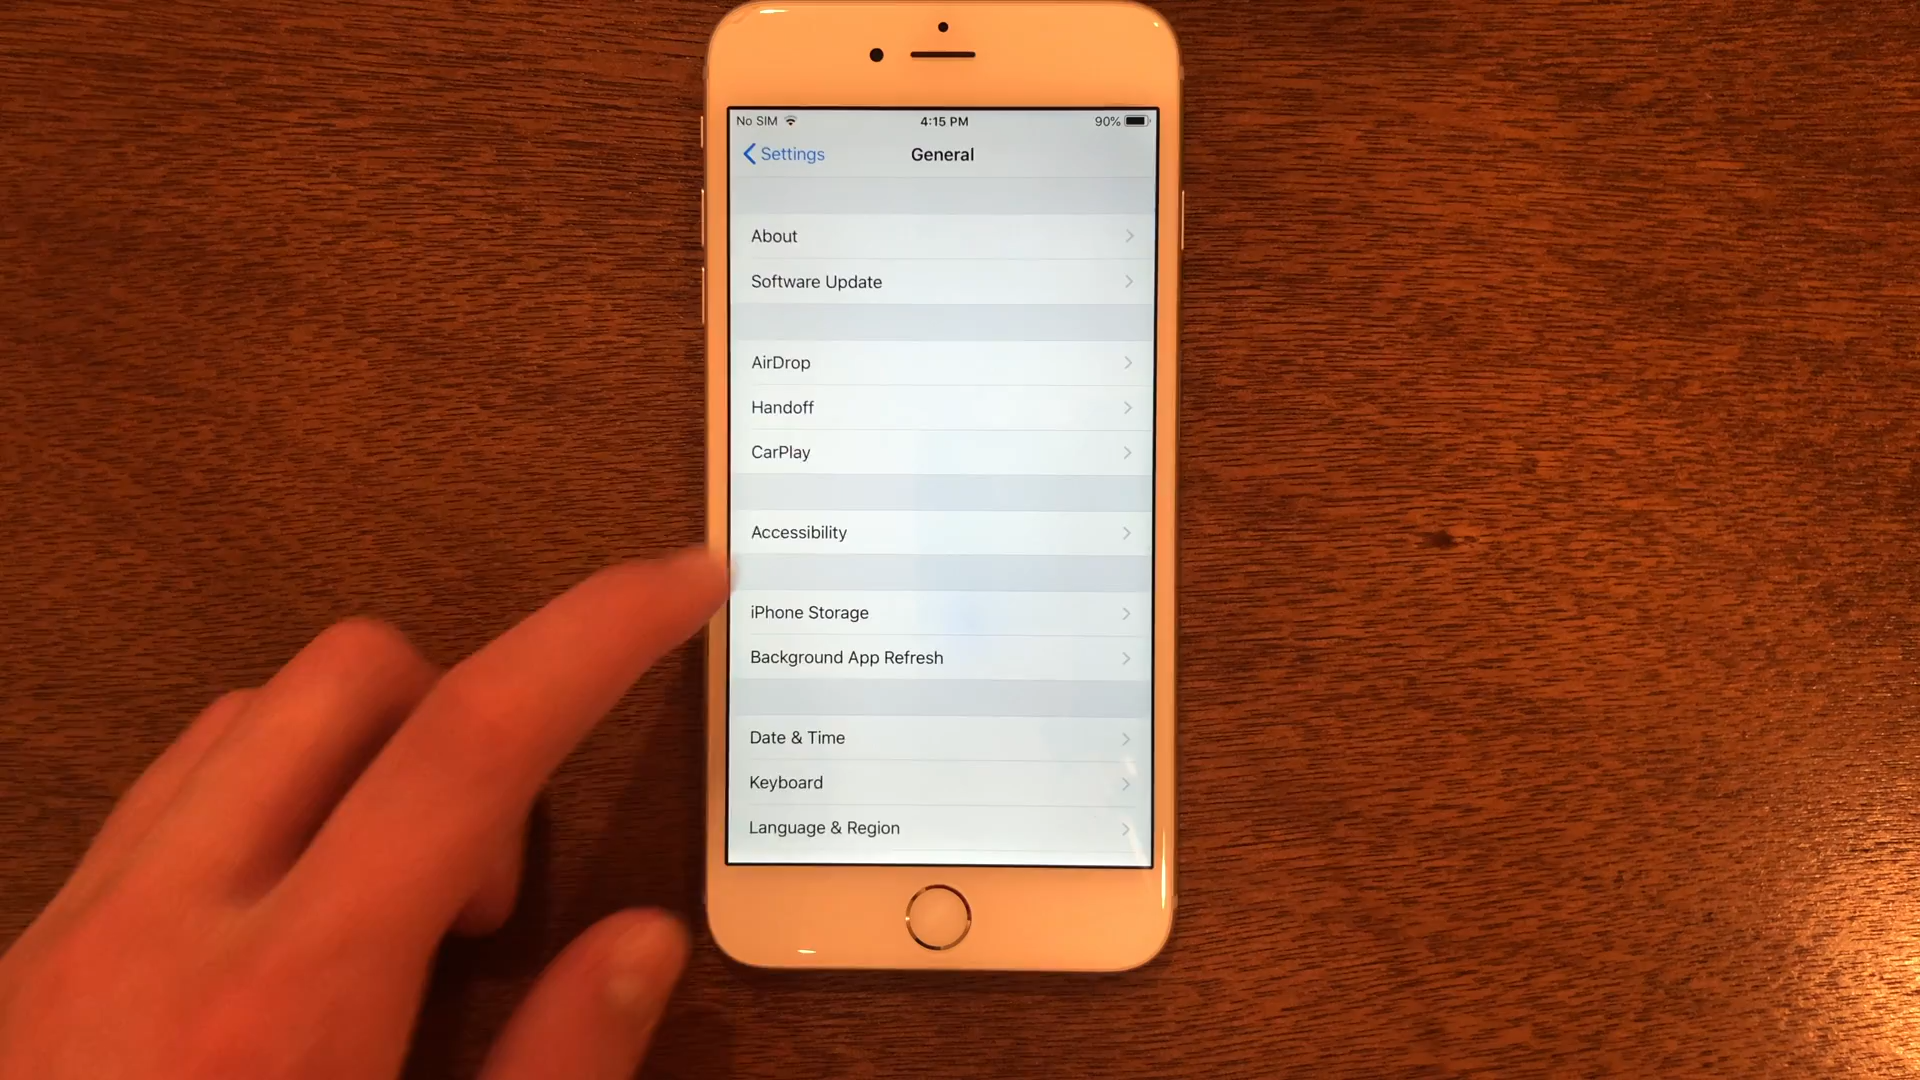 No SIM 4:15 PM 90%
Settings General
About
Software Update
AirDrop
Handoff
CarPlay
Accessibility
iPhone Storage
Background App Refresh
Date & Time
Keyboard
Language & Region